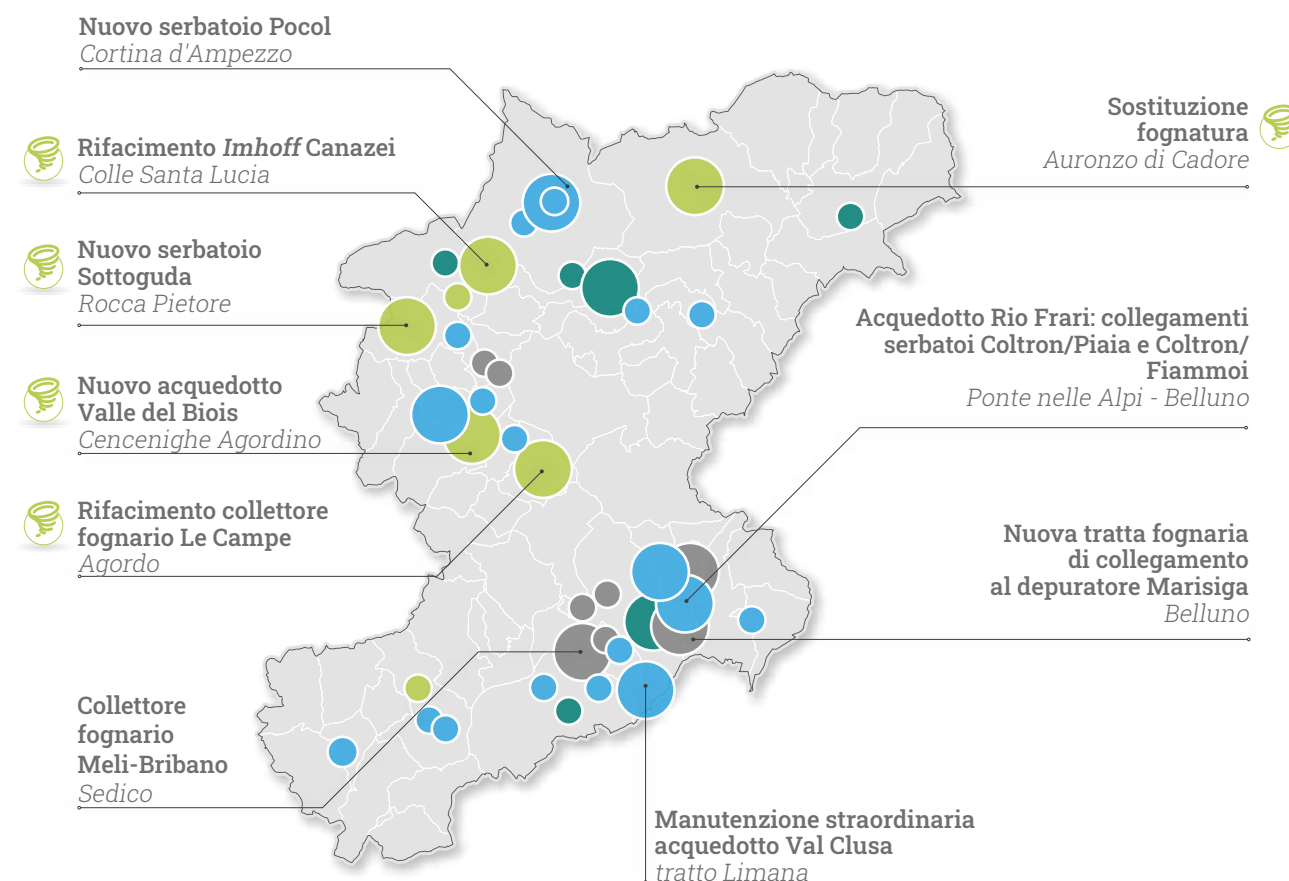 Nuovo serbatoio Pocol
Cortina d'Ampezzo
Rifacimento Imhoff Canazei
Colle Santa Lucia
Nuovo serbatoio
Sottoguda
Rocca Pietore
Nuovo acquedotto
Valle del Biois
Cencenighe Agordino
Rifacimento collettore
fognario Le Campe
Agordo
Collettore
fognario
Meli-Bribano
Sedico
Sostituzione
fognatura
Auronzo di Cadore
Acquedotto Rio Frari: collegamenti
serbatoi Coltron/Piaia e Coltron/
Fiammoi
Ponte nelle Alpi - Belluno
Nuova tratta fognaria
di collegamento
al depuratore Marisiga
Belluno
Manutenzione straordinaria
acquedotto Val Clusa
tratto Limana